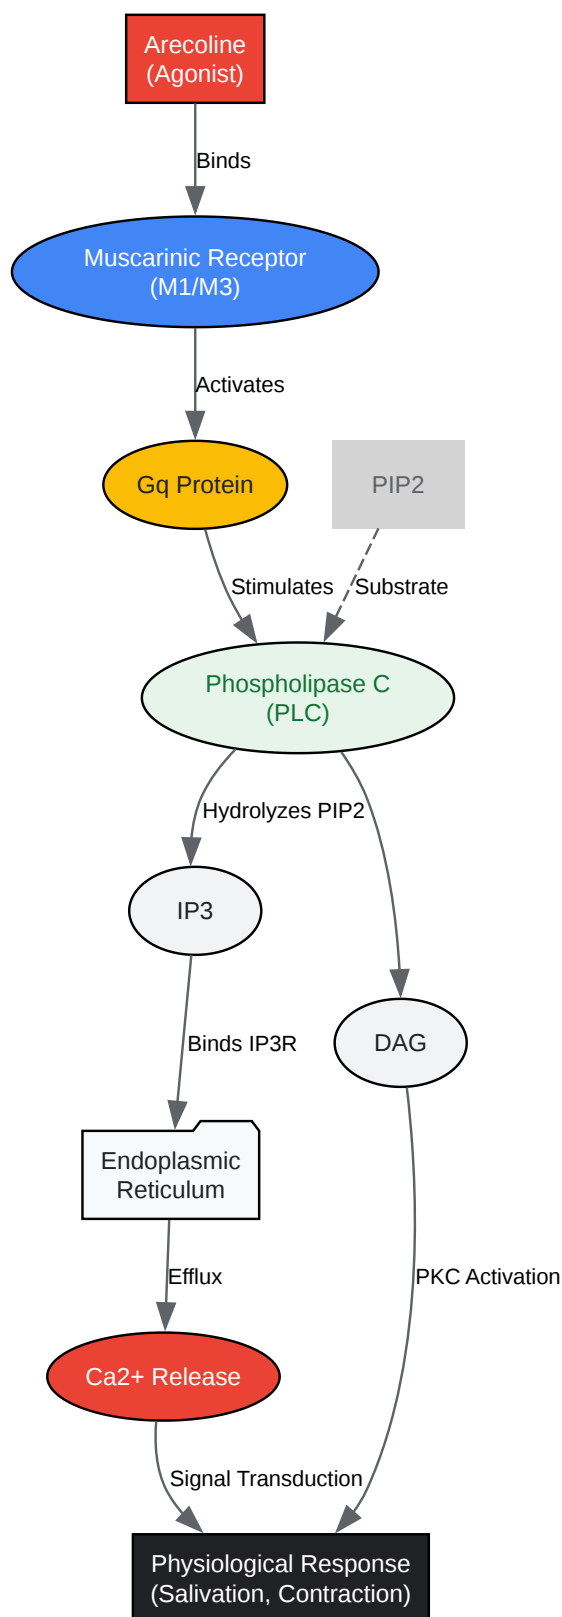 Arecoline
(Agonist)
Binds
Muscarinic Receptor
(M1/M3)
Activates
Gq Protein
PIP2
Stimulates
Substrate
Phospholipase C
(PLC)
Hydrolyzes PIP2
IP3
Binds IP3R
DAG
Endoplasmic
Reticulum
Efflux
PKC Activation
Ca2+ Release
Signal Transduction
Physiological Response
(Salivation, Contraction)